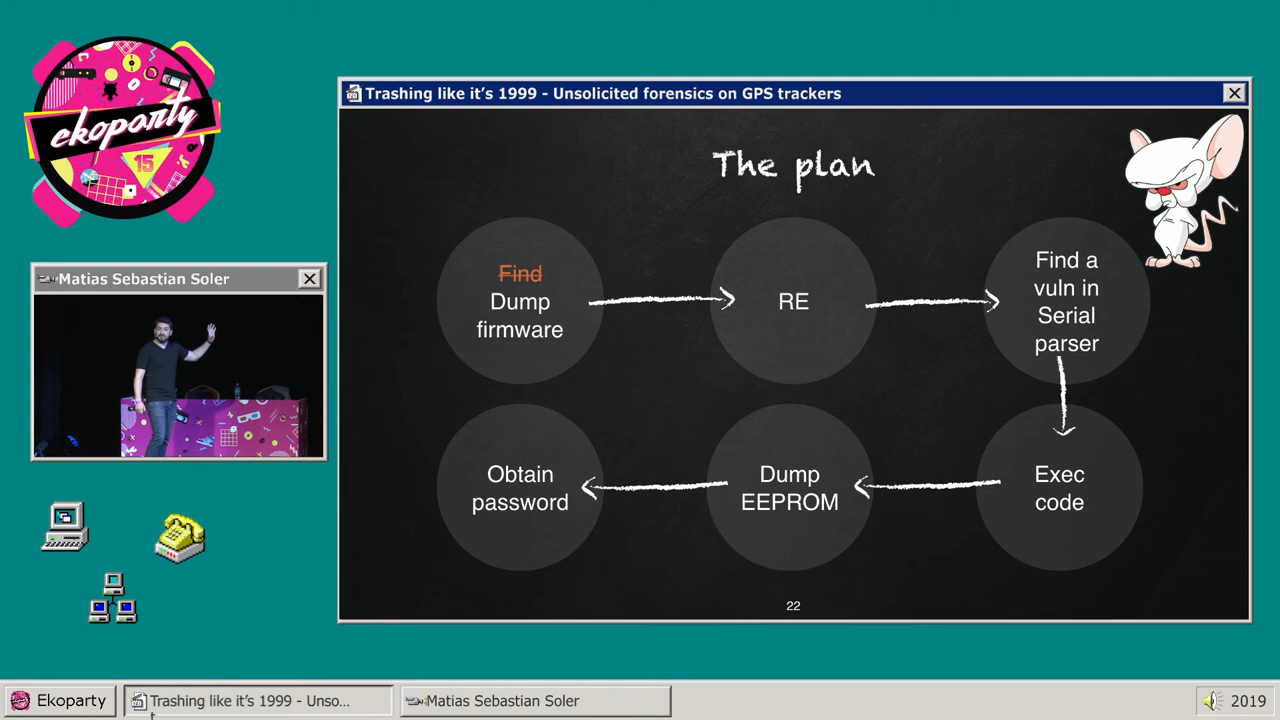 ekoparty
15
Trashing like it's 1999 - Unsolicited forensics on GPS trackers
The plan
Find
Dump
firmware
RE
Find a
vuln in
Serial
parser
Obtain
password
Dump
EEPROM
Exec
code
22
Matias Sebastian Soler
Ekoparty
Trashing like it's 1999 - Unso...
Matias Sebastian Soler
2019